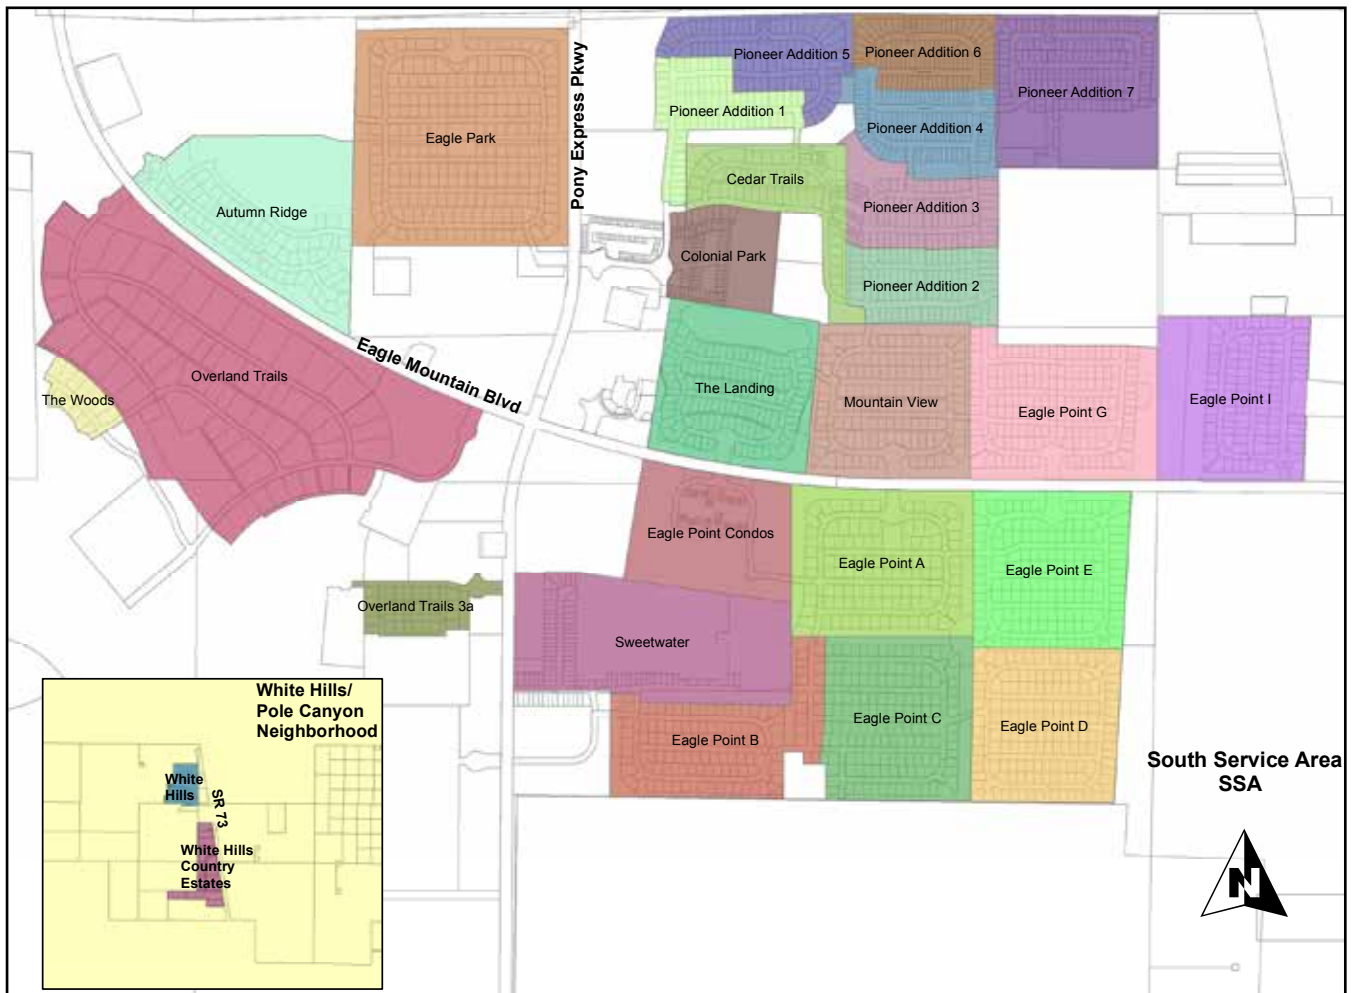 Pioneer Addition 5
Pioneer Addition 6
Pioneer Addition 7
Pony Express Pkwy
Pioneer Addition 1
Pioneer Addition 4
Eagle Park
Cedar Trails
Autumn Ridge
Pioneer Addition 3
Colonial Park
Pioneer Addition 2
Eagle Mountain Blvd
Overland Trails
The Woods
The Landing
Mountain View
Eagle Point G
Eagle Point I
Eagle Point Condos
Eagle Point A
Eagle Point E
Overland Trails 3a
Sweetwater
Eagle Point B
Eagle Point C
Eagle Point D
White Hills/
Pole Canyon
Neighborhood
White
Hills
SR 73
White Hills
Country
Estates
South Service Area
SSA
N